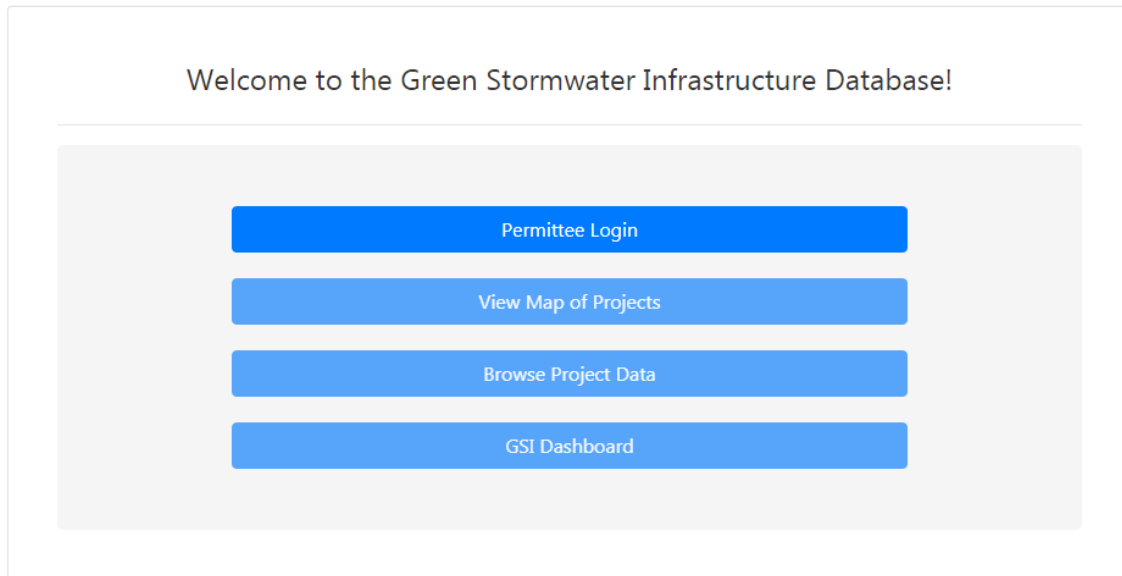 Welcome to the Green Stormwater Infrastructure Database!
Permittee Login
View Map of Projects
Browse Project Data
GSI Dashboard